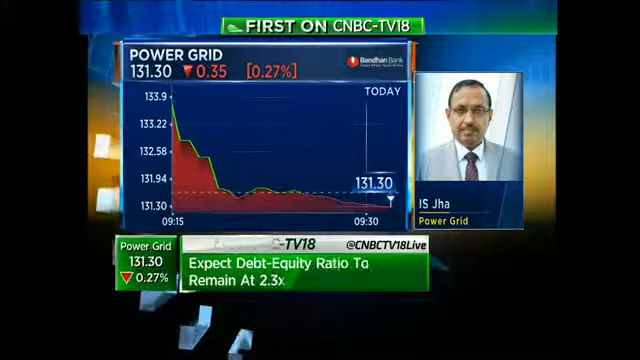 FIRST ON CNBC-TV18
POWER GRID
131.30 ▼ 0.35 [0.27%]
Bandhan Bank
TODAY
133.9
133.22
132.58
131.94
131.30
131.30
09:15
09:30
IS Jha
Power Grid
Power Grid
131.30
▼ 0.27%
-TV18
@CNBCTV18Live
Expect Debt-Equity Ratio To
Remain At 2.3x